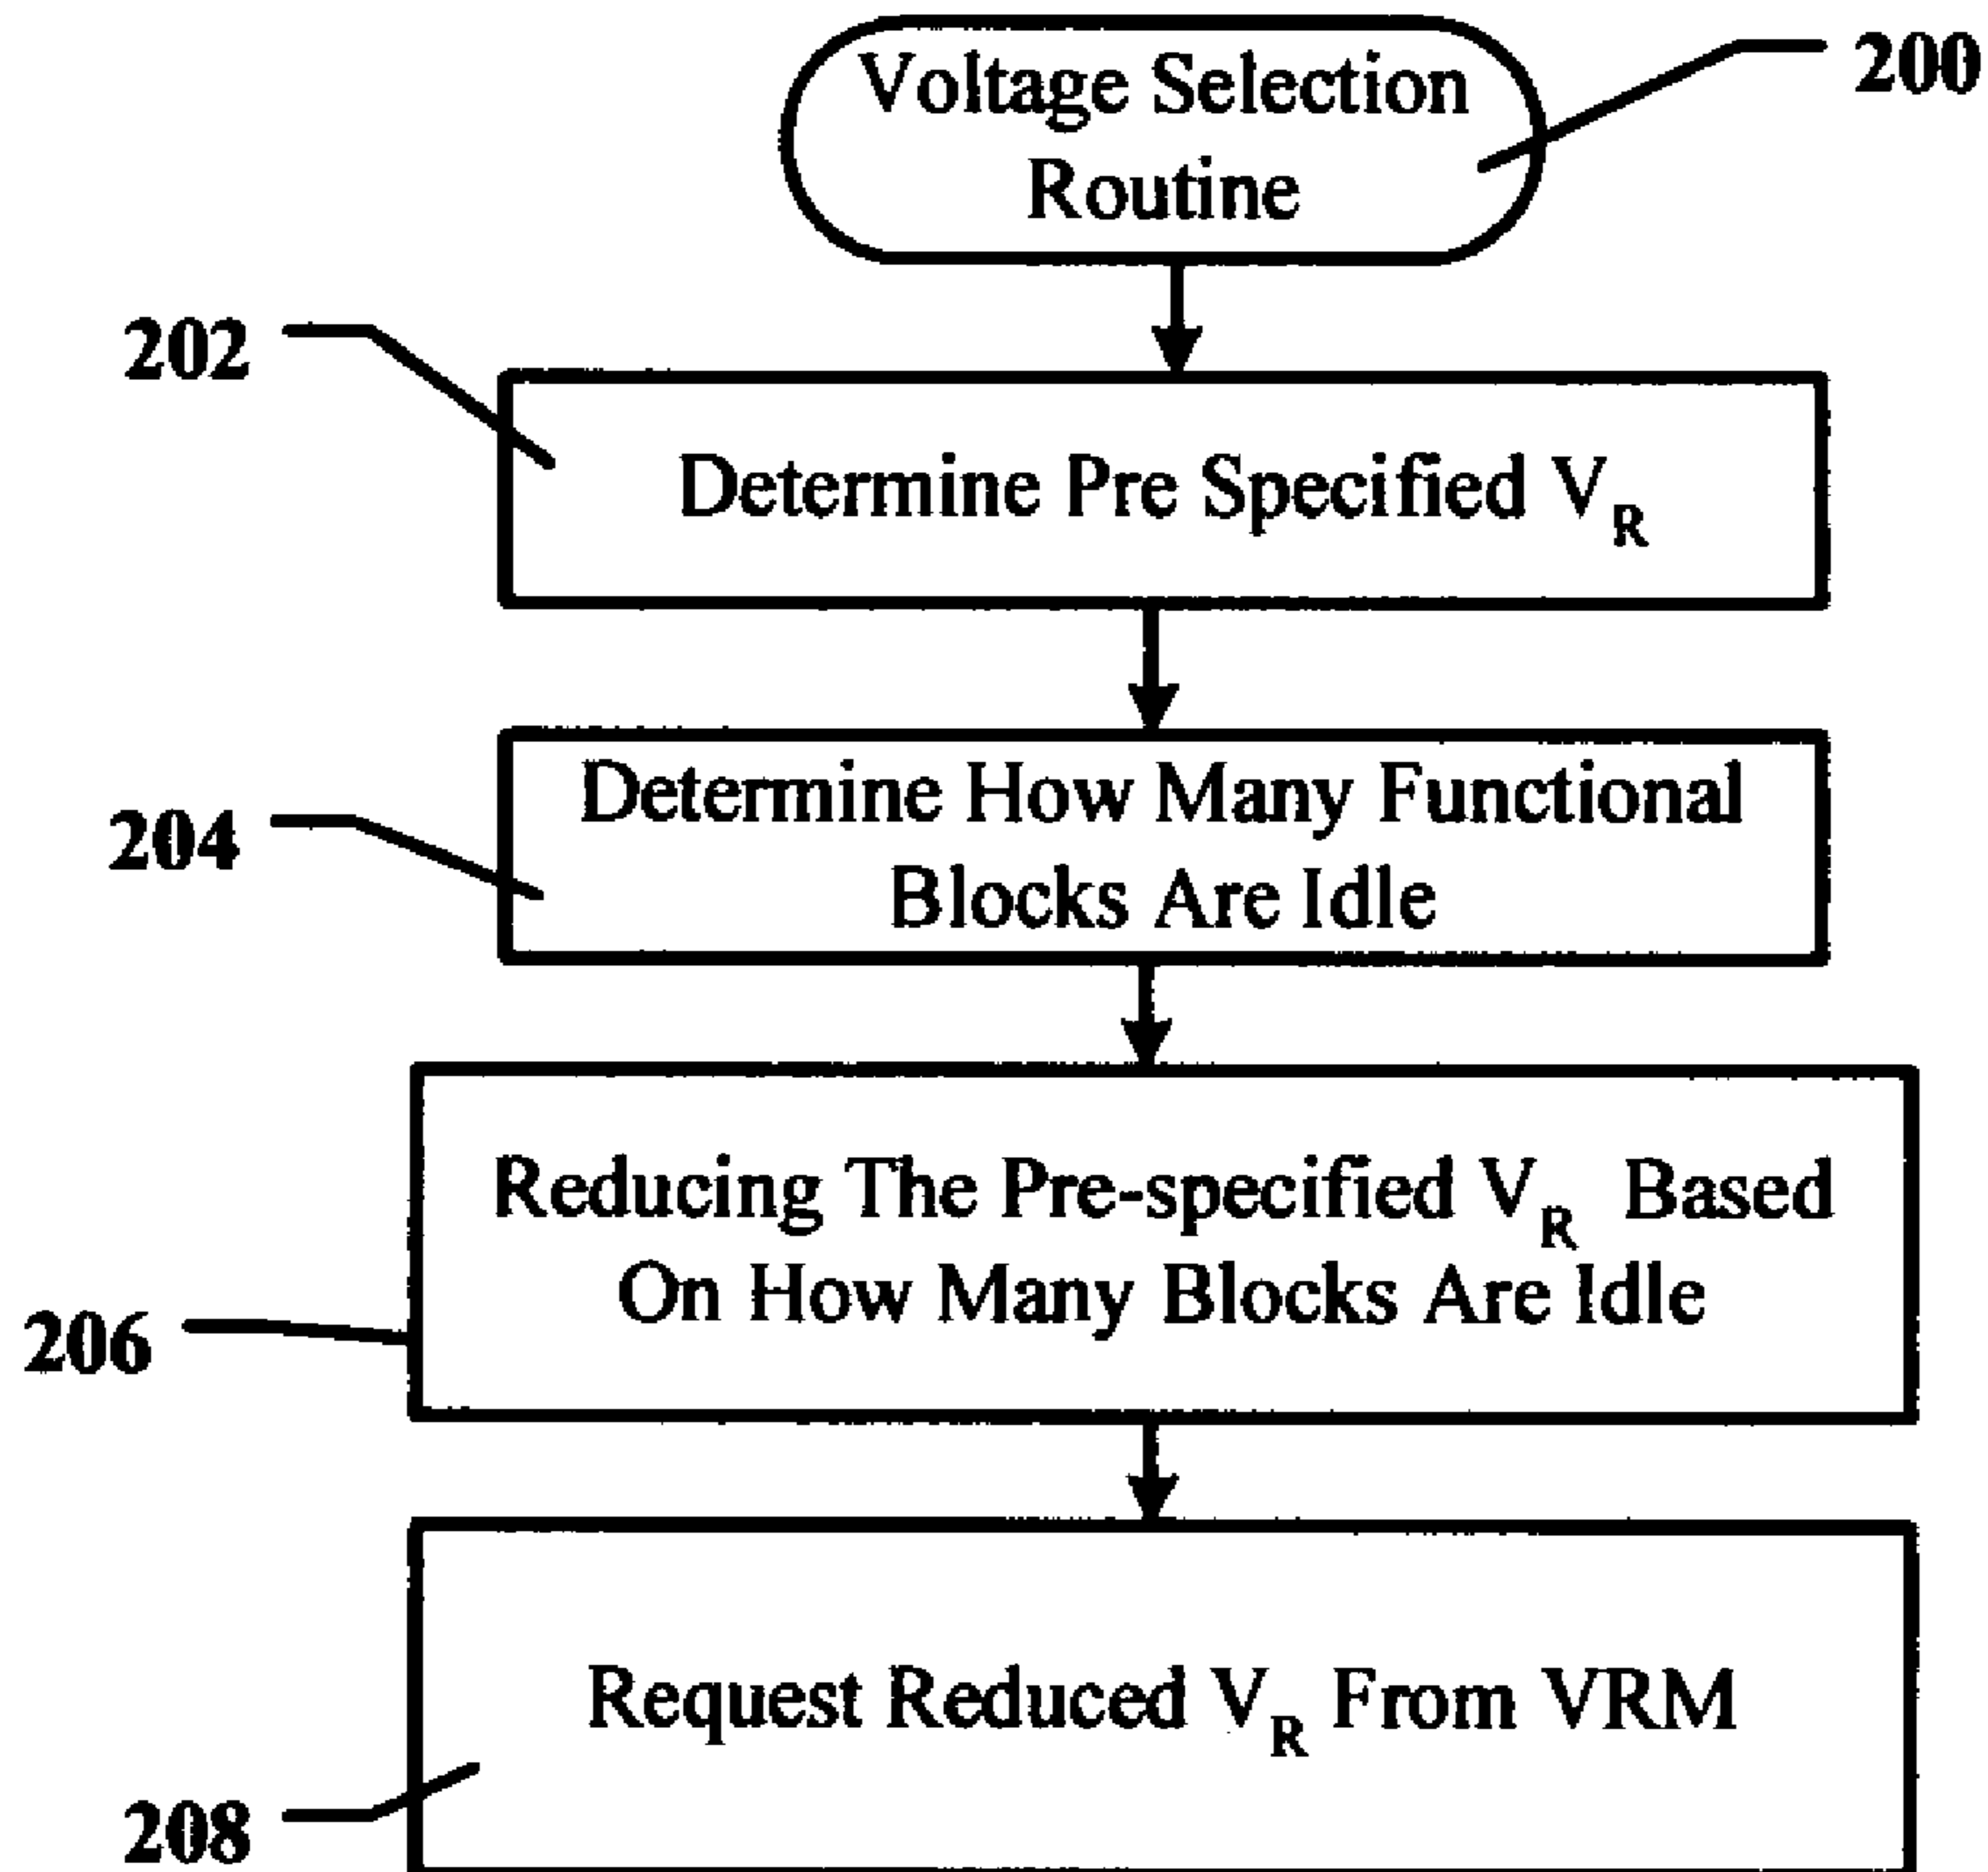 Voltage Selection
Routine
200
202
Determine Pre Specified V_R
204
Determine How Many Functional
Blocks Are Idle
Reducing The Pre-specified V_R Based
On How Many Blocks Are Idle
206
Request Reduced V_R From VRM
208